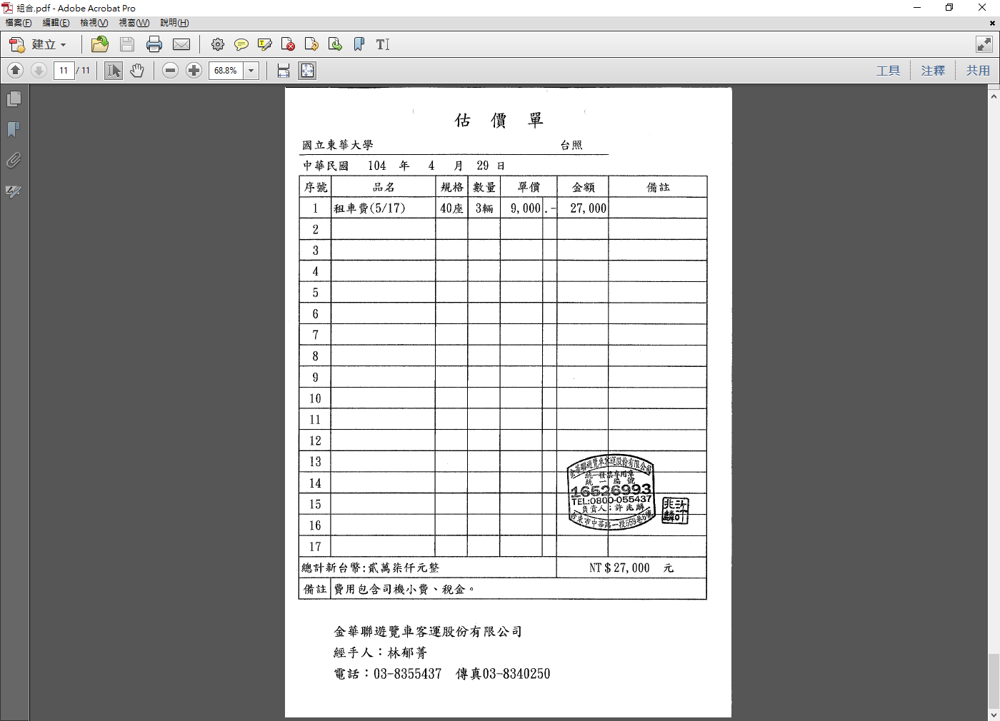 組合.pdf - Adobe Acrobat Pro
檔案(F) 編輯(E) 檢視(V) 視窗(W) 說明(H)
建立
11 / 11 68.8% 工具 注釋 共用
估 價 單
國立東華大學 台照
中華民國 104 年 4 月 29 日
序號 品名 規格 數量 單價 金額 備註
1 租車費(5/17) 40座 3輛 9,000 .- 27,000
2
3
4
5
6
7
8
9
10
11
12
13
14
15
16
17
金華聯遊覽車客運股份有限公司
統一發票專用章
統一編號
16526993
TEL:0800-055437
負責人:許兆麟
台東市中華路一段569巷6號
許兆麟
總計新台幣:貳萬柒仟元整 NT$27,000 元
備註 費用包含司機小費、稅金。
金華聯遊覽車客運股份有限公司
經手人：林郁菁
電話：03-8355437 傳真03-8340250